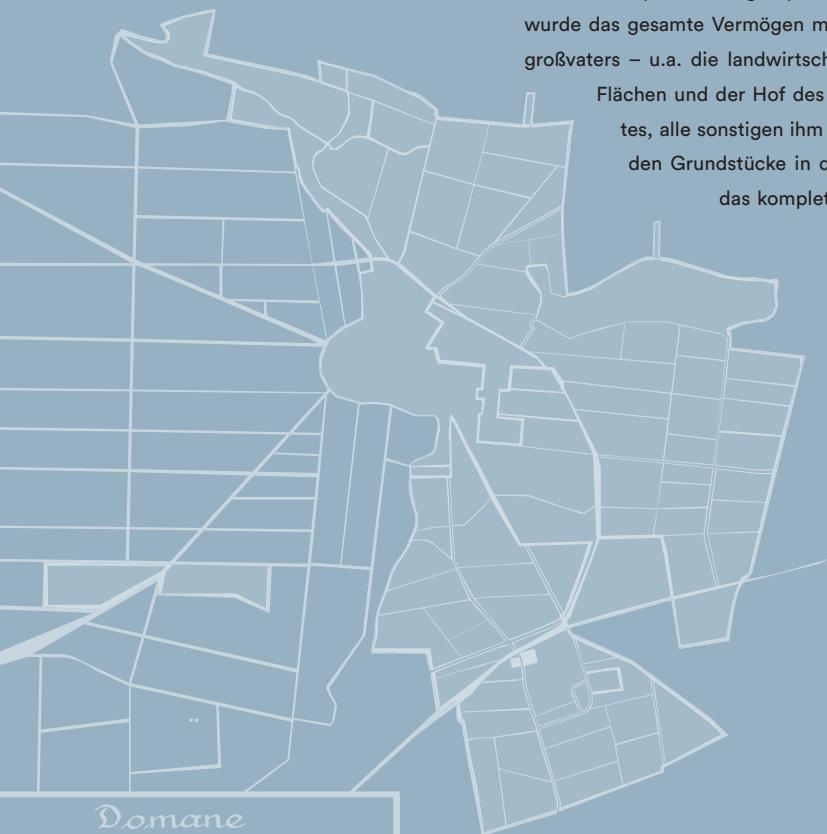 wurde das gesamte Vermögen m
großvaters – u.a. die landwirtsch
Flächen und der Hof des
tes, alle sonstigen ihm
den Grundstücke in d
das komplet
Domane